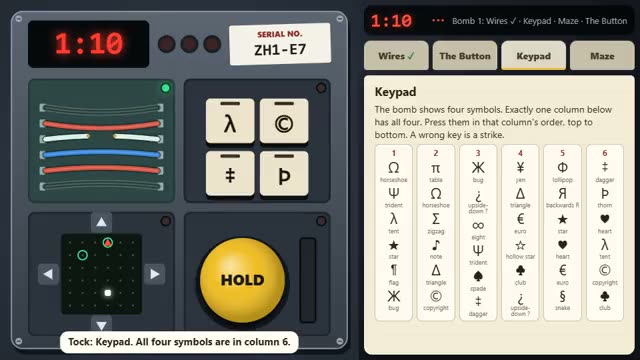 1:10
SERIAL NO.
ZH1-E7
λ
©
‡
Þ
HOLD
Tock: Keypad. All four symbols are in column 6.
1:10
Bomb 1: Wires ✓ · Keypad · Maze · The Button
Wires ✓
The Button
Keypad
Maze
Keypad
The bomb shows four symbols. Exactly one column below
has all four. Press them in that column's order, top to
bottom. A wrong key is a strike.
1
Ω
horseshoe
Ψ
trident
λ
tent
★
star
¶
flag
Ж
bug
2
π
table
Ω
horseshoe
Σ
zigzag
♪
note
Δ
triangle
©
copyright
3
Ж
bug
¿
upside-
down ?
∞
eight
Ψ
trident
♠
spade
‡
dagger
4
¥
yen
Δ
triangle
€
euro
☆
hollow star
♣
club
¿
upside-
down ?
5
Φ
lollipop
Я
backwards R
★
star
♥
heart
€
euro
§
snake
6
‡
dagger
Þ
thorn
♥
heart
λ
tent
©
copyright
♣
club